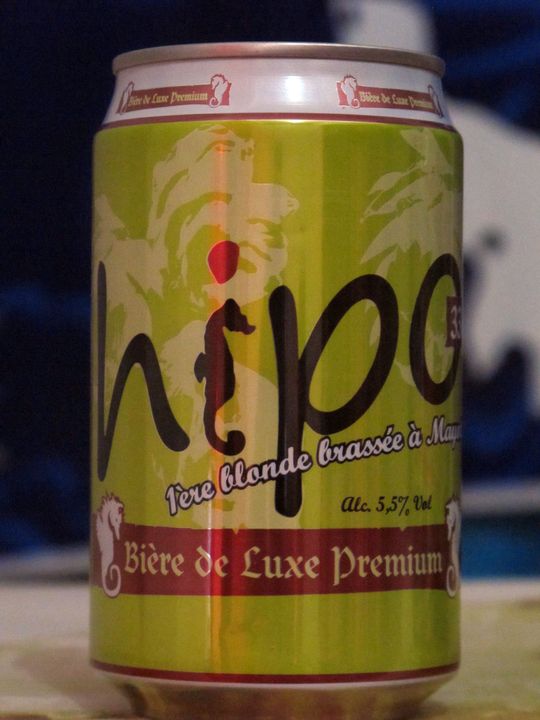 Bière de Luxe Premium
Bière de Luxe Premium
hipo
33
1ère blonde brassée à
Alc. 5,5% Vol
Bière de Luxe Premium